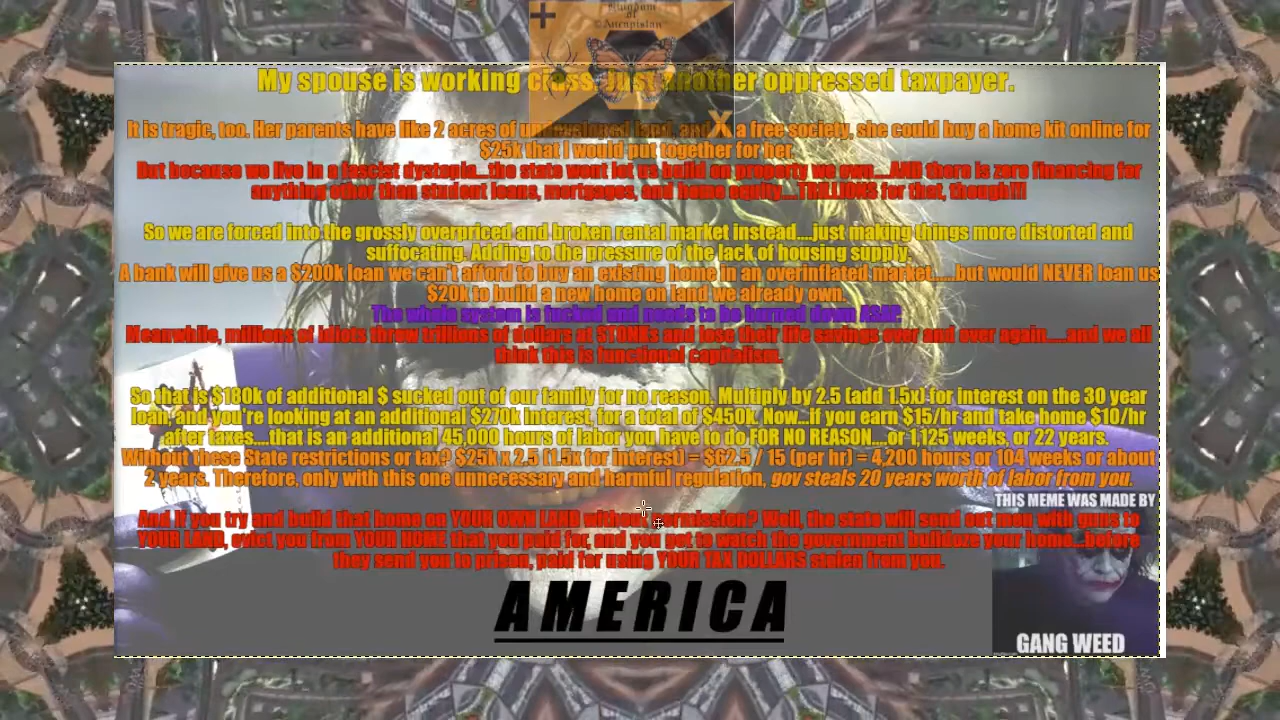 Kingdom
of
©Ancapistan
My spouse is working class. Just another oppressed taxpayer.
It is tragic, too. Her parents have like 2 acres of undeveloped land, and in a free society, she could buy a home kit online for
$25k that I would put together for her.
But because we live in a fascist dystopia...the state wont let us build on property we own....AND there is zero financing for
anything other than student loans, mortgages, and home equity....TRILLIONS for that, though!!!
So we are forced into the grossly overpriced and broken rental market instead....just making things more distorted and
suffocating. Adding to the pressure of the lack of housing supply.
A bank will give us a $200k loan we can't afford to buy an existing home in an overinflated market.....but would NEVER loan us
$20k to build a new home on land we already own.
The whole system is fucked and needs to be burned down ASAP.
Meanwhile, millions of idiots throw trillions of dollars at STONKs and lose their life savings over and over again.....and we all
think this is functional capitalism.
So that is $180k of additional $ sucked out of our family for no reason. Multiply by 2.5 (add 1.5x) for interest on the 30 year
loan, and you're looking at an additional $270k interest, for a total of $450k. Now...if you earn $15/hr and take home $10/hr
after taxes....that is an additional 45,000 hours of labor you have to do FOR NO REASON....or 1,125 weeks, or 22 years.
Without these State restrictions or tax? $25k x 2.5 (1.5x for interest) = $62.5 / 15 (per hr) = 4,200 hours or 104 weeks or about
2 years. Therefore, only with this one unnecessary and harmful regulation, gov steals 20 years worth of labor from you.
THIS MEME WAS MADE BY
And if you try and build that home on YOUR OWN LAND without permission? Well, the state will send out men with guns to
YOUR LAND, evict you from YOUR HOME that you paid for, and you get to watch the government bulldoze your home...before
they send you to prison, paid for using YOUR TAX DOLLARS stolen from you.
AMERICA
GANG WEED